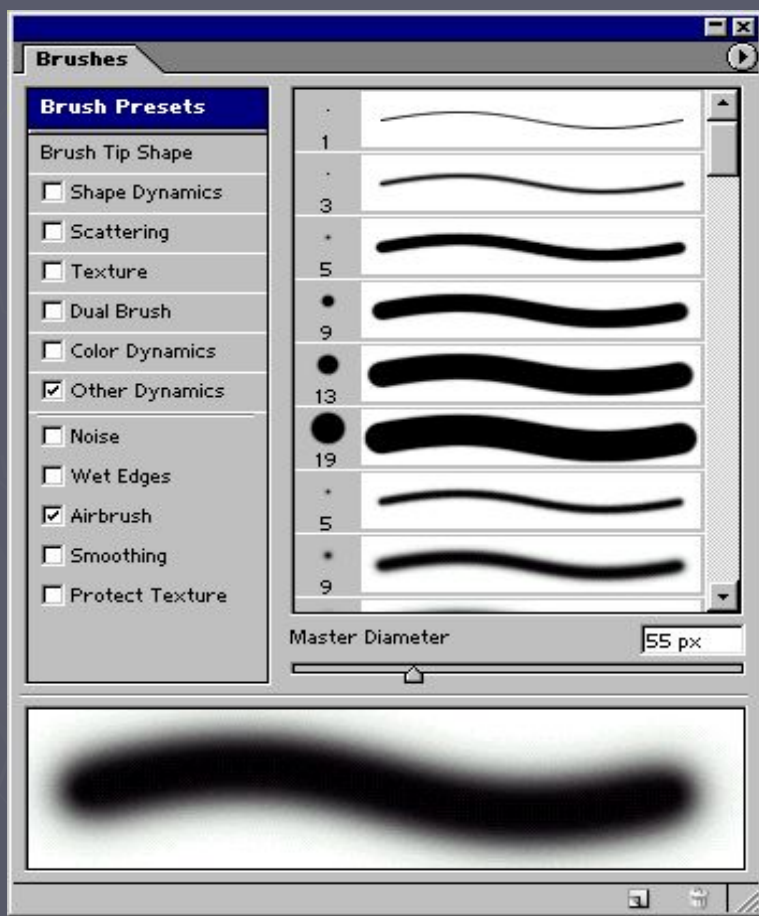 Brushes
Brush Presets
Brush Tip Shape
Shape Dynamics
Scattering
Texture
Dual Brush
Color Dynamics
Other Dynamics
Noise
Wet Edges
Airbrush
Smoothing
Protect Texture
1
3
5
9
13
19
5
9
Master Diameter 55 px